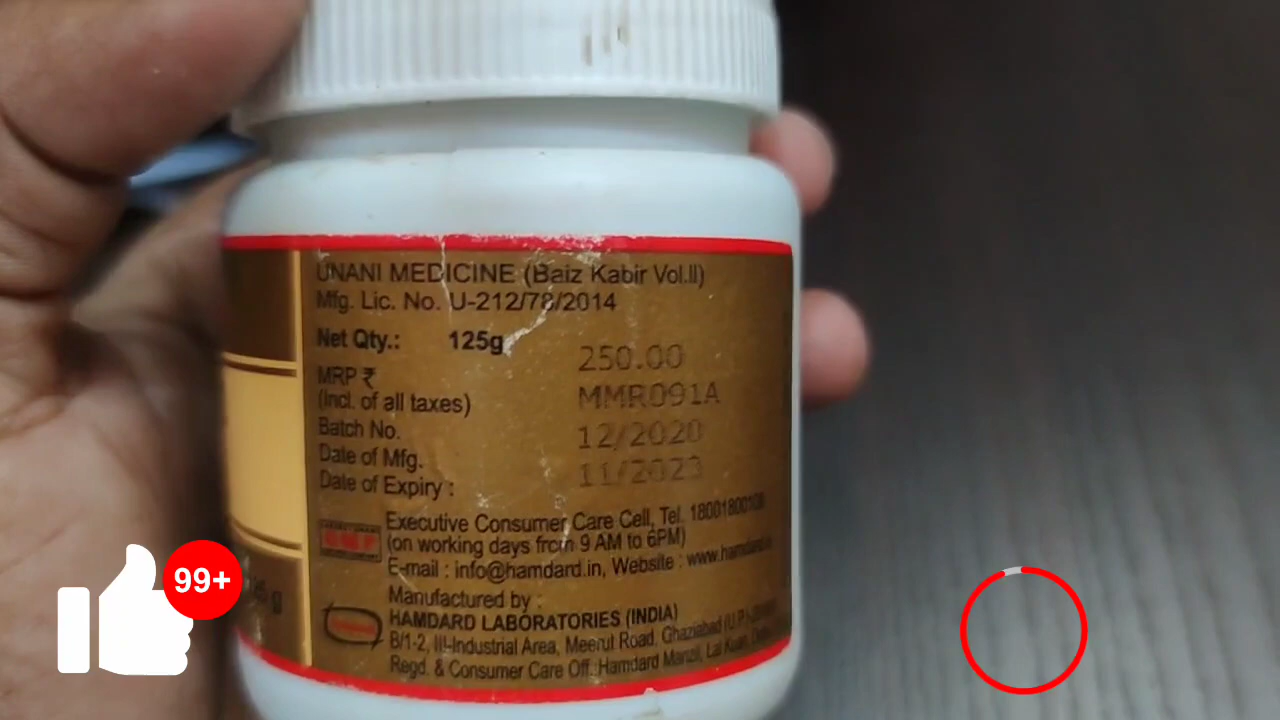 UNANI MEDICINE (Baiz Kabir Vol.II)
Mfg. Lic. No. U-212/78/2014
Net Qty.: 125g
MRP ₹ 250.00
(incl. of all taxes)
Batch No. MMR091A
Date of Mfg. 12/2020
Date of Expiry : 11/2023
GMP
Executive Consumer Care Cell, Tel. 18001800108
(on working days from 9 AM to 6PM)
E-mail : info@hamdard.in, Website : www.hamdard.in
Manufactured by :
HAMDARD LABORATORIES (INDIA)
B/1-2, III-Industrial Area, Meerut Road, Ghaziabad (U.P.)
Regd. & Consumer Care Off.:Hamdard Manzil, Lal Kuan,
99+